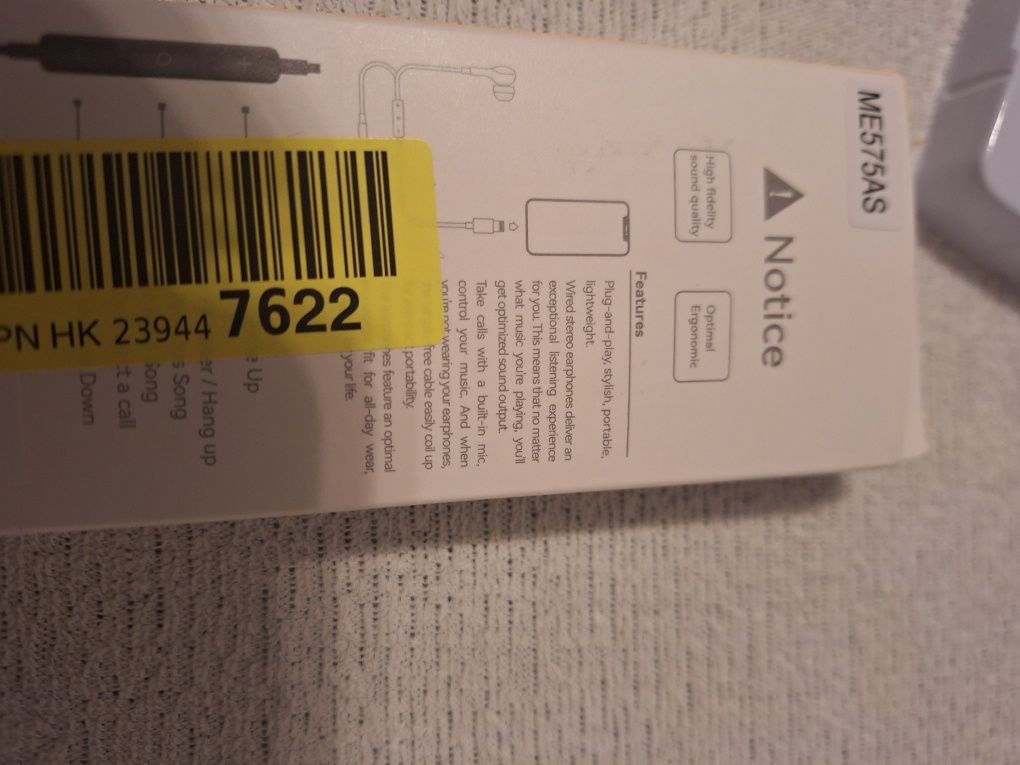 ME575AS
Notice
High fidelity
sound quality
Optimal
Ergonomic
Features
Plug-and-play, stylish, portable,
lightweight.
Wired stereo earphones deliver an
exceptional listening experience
for you. This means that no matter
what music you're playing, you'll
get optimized sound output.
Take calls with a built-in mic,
control your music. And when
you're not wearing your earphones,
free cable easily coil up
portability.
feature an optimal
fit for all-day wear,
your life.
Up
/ Hang up
Song
a call
Down
PN HK 23944 7622